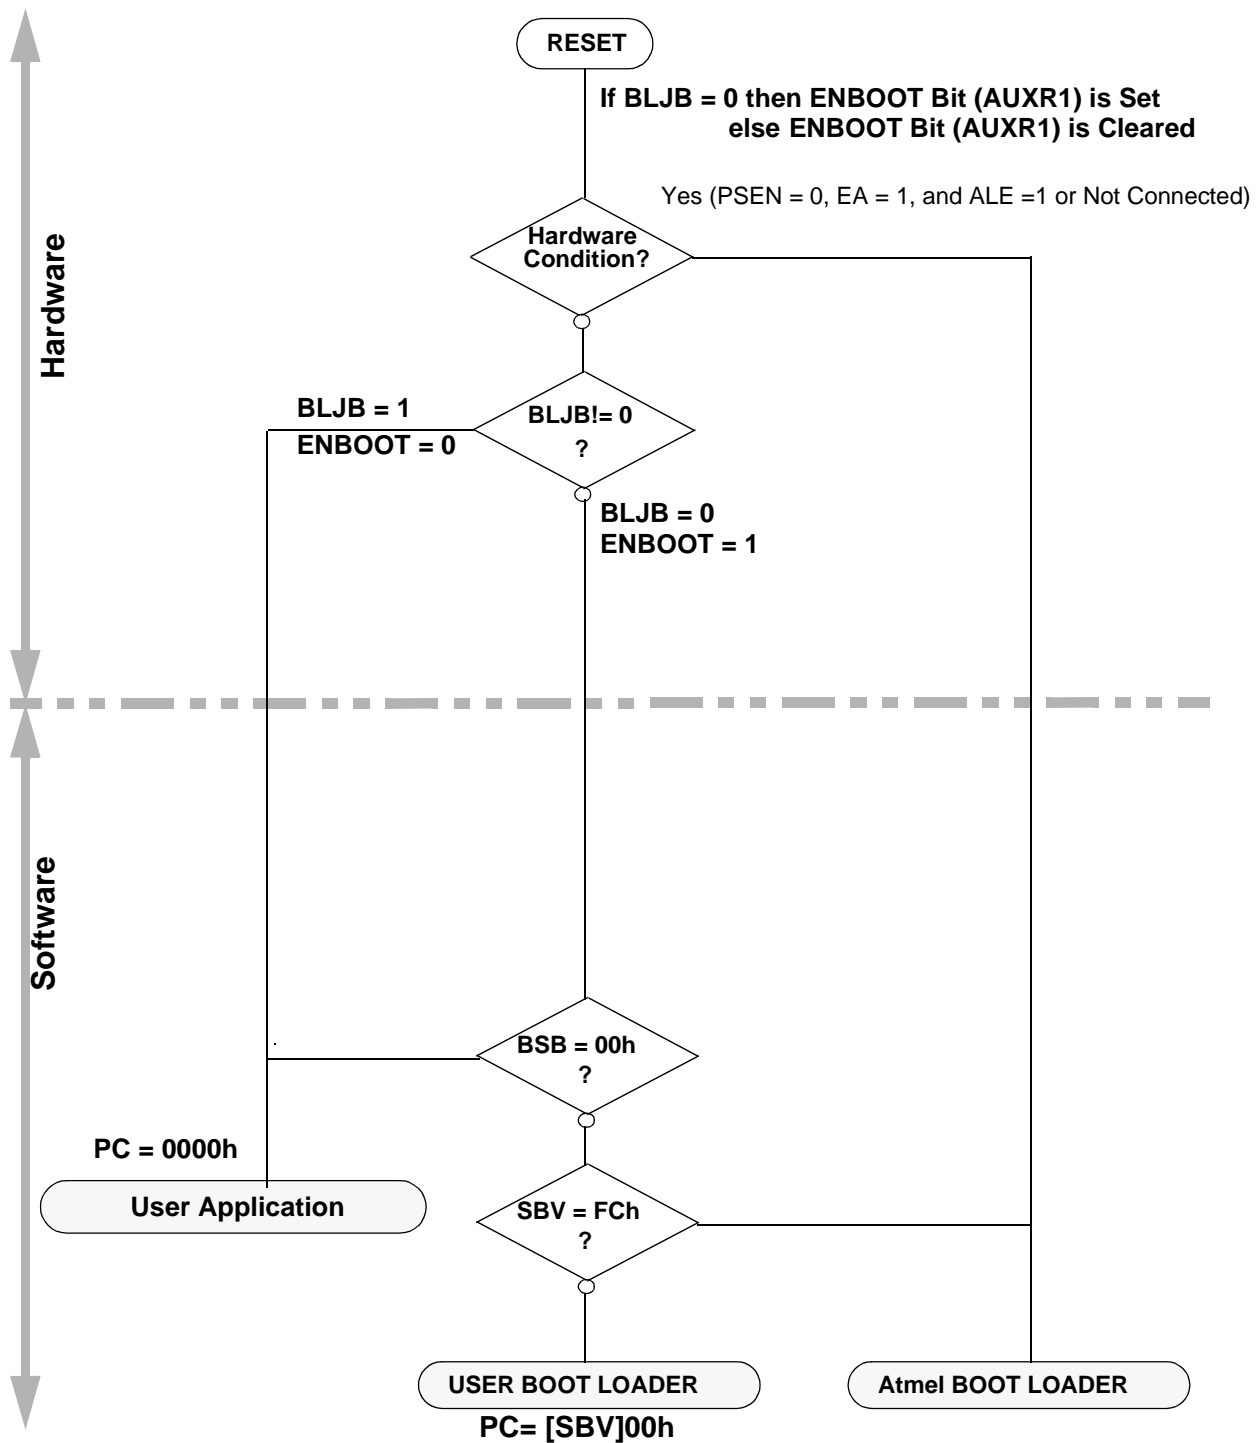 RESET
If BLJB = 0 then ENBOOT Bit (AUXR1) is Set
else ENBOOT Bit (AUXR1) is Cleared
Yes (PSEN = 0, EA = 1, and ALE =1 or Not Connected)
Hardware
Condition?
Hardware
BLJB = 1
ENBOOT = 0
BLJB!= 0
?
BLJB = 0
ENBOOT = 1
Software
BSB = 00h
?
PC = 0000h
User Application
SBV = FCh
?
USER BOOT LOADER
PC= [SBV]00h
Atmel BOOT LOADER